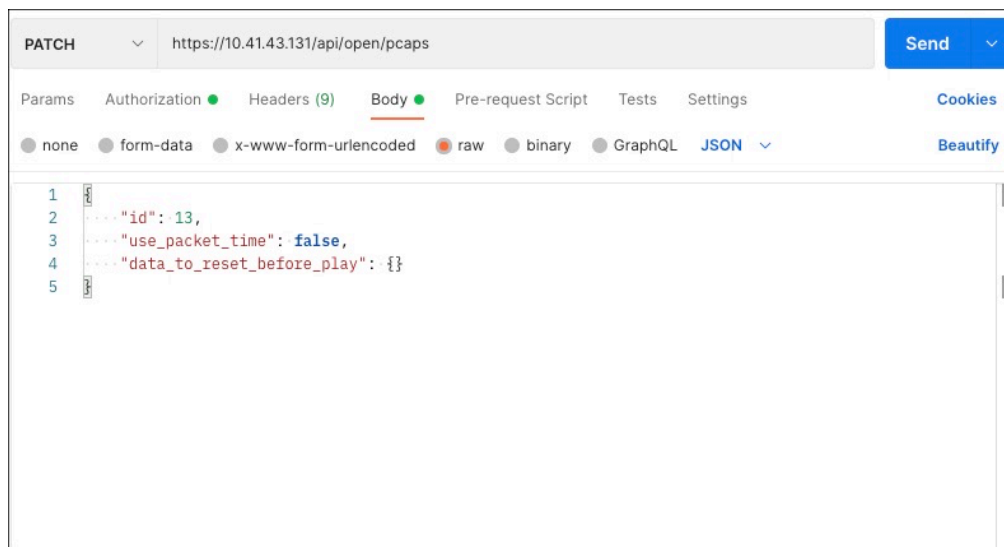 PATCH https://10.41.43.131/api/open/pcaps Send
Params Authorization Headers (9) Body Pre-request Script Tests Settings Cookies
none form-data x-www-form-urlencoded raw binary GraphQL JSON Beautify
1 {
2 "id": 13,
3 "use_packet_time": false,
4 "data_to_reset_before_play": {}
5 }